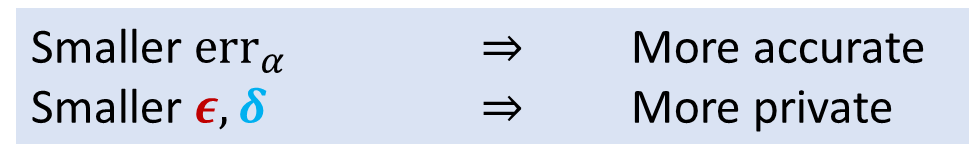 Smaller err_α ⇒ More accurate
Smaller ϵ, δ ⇒ More private